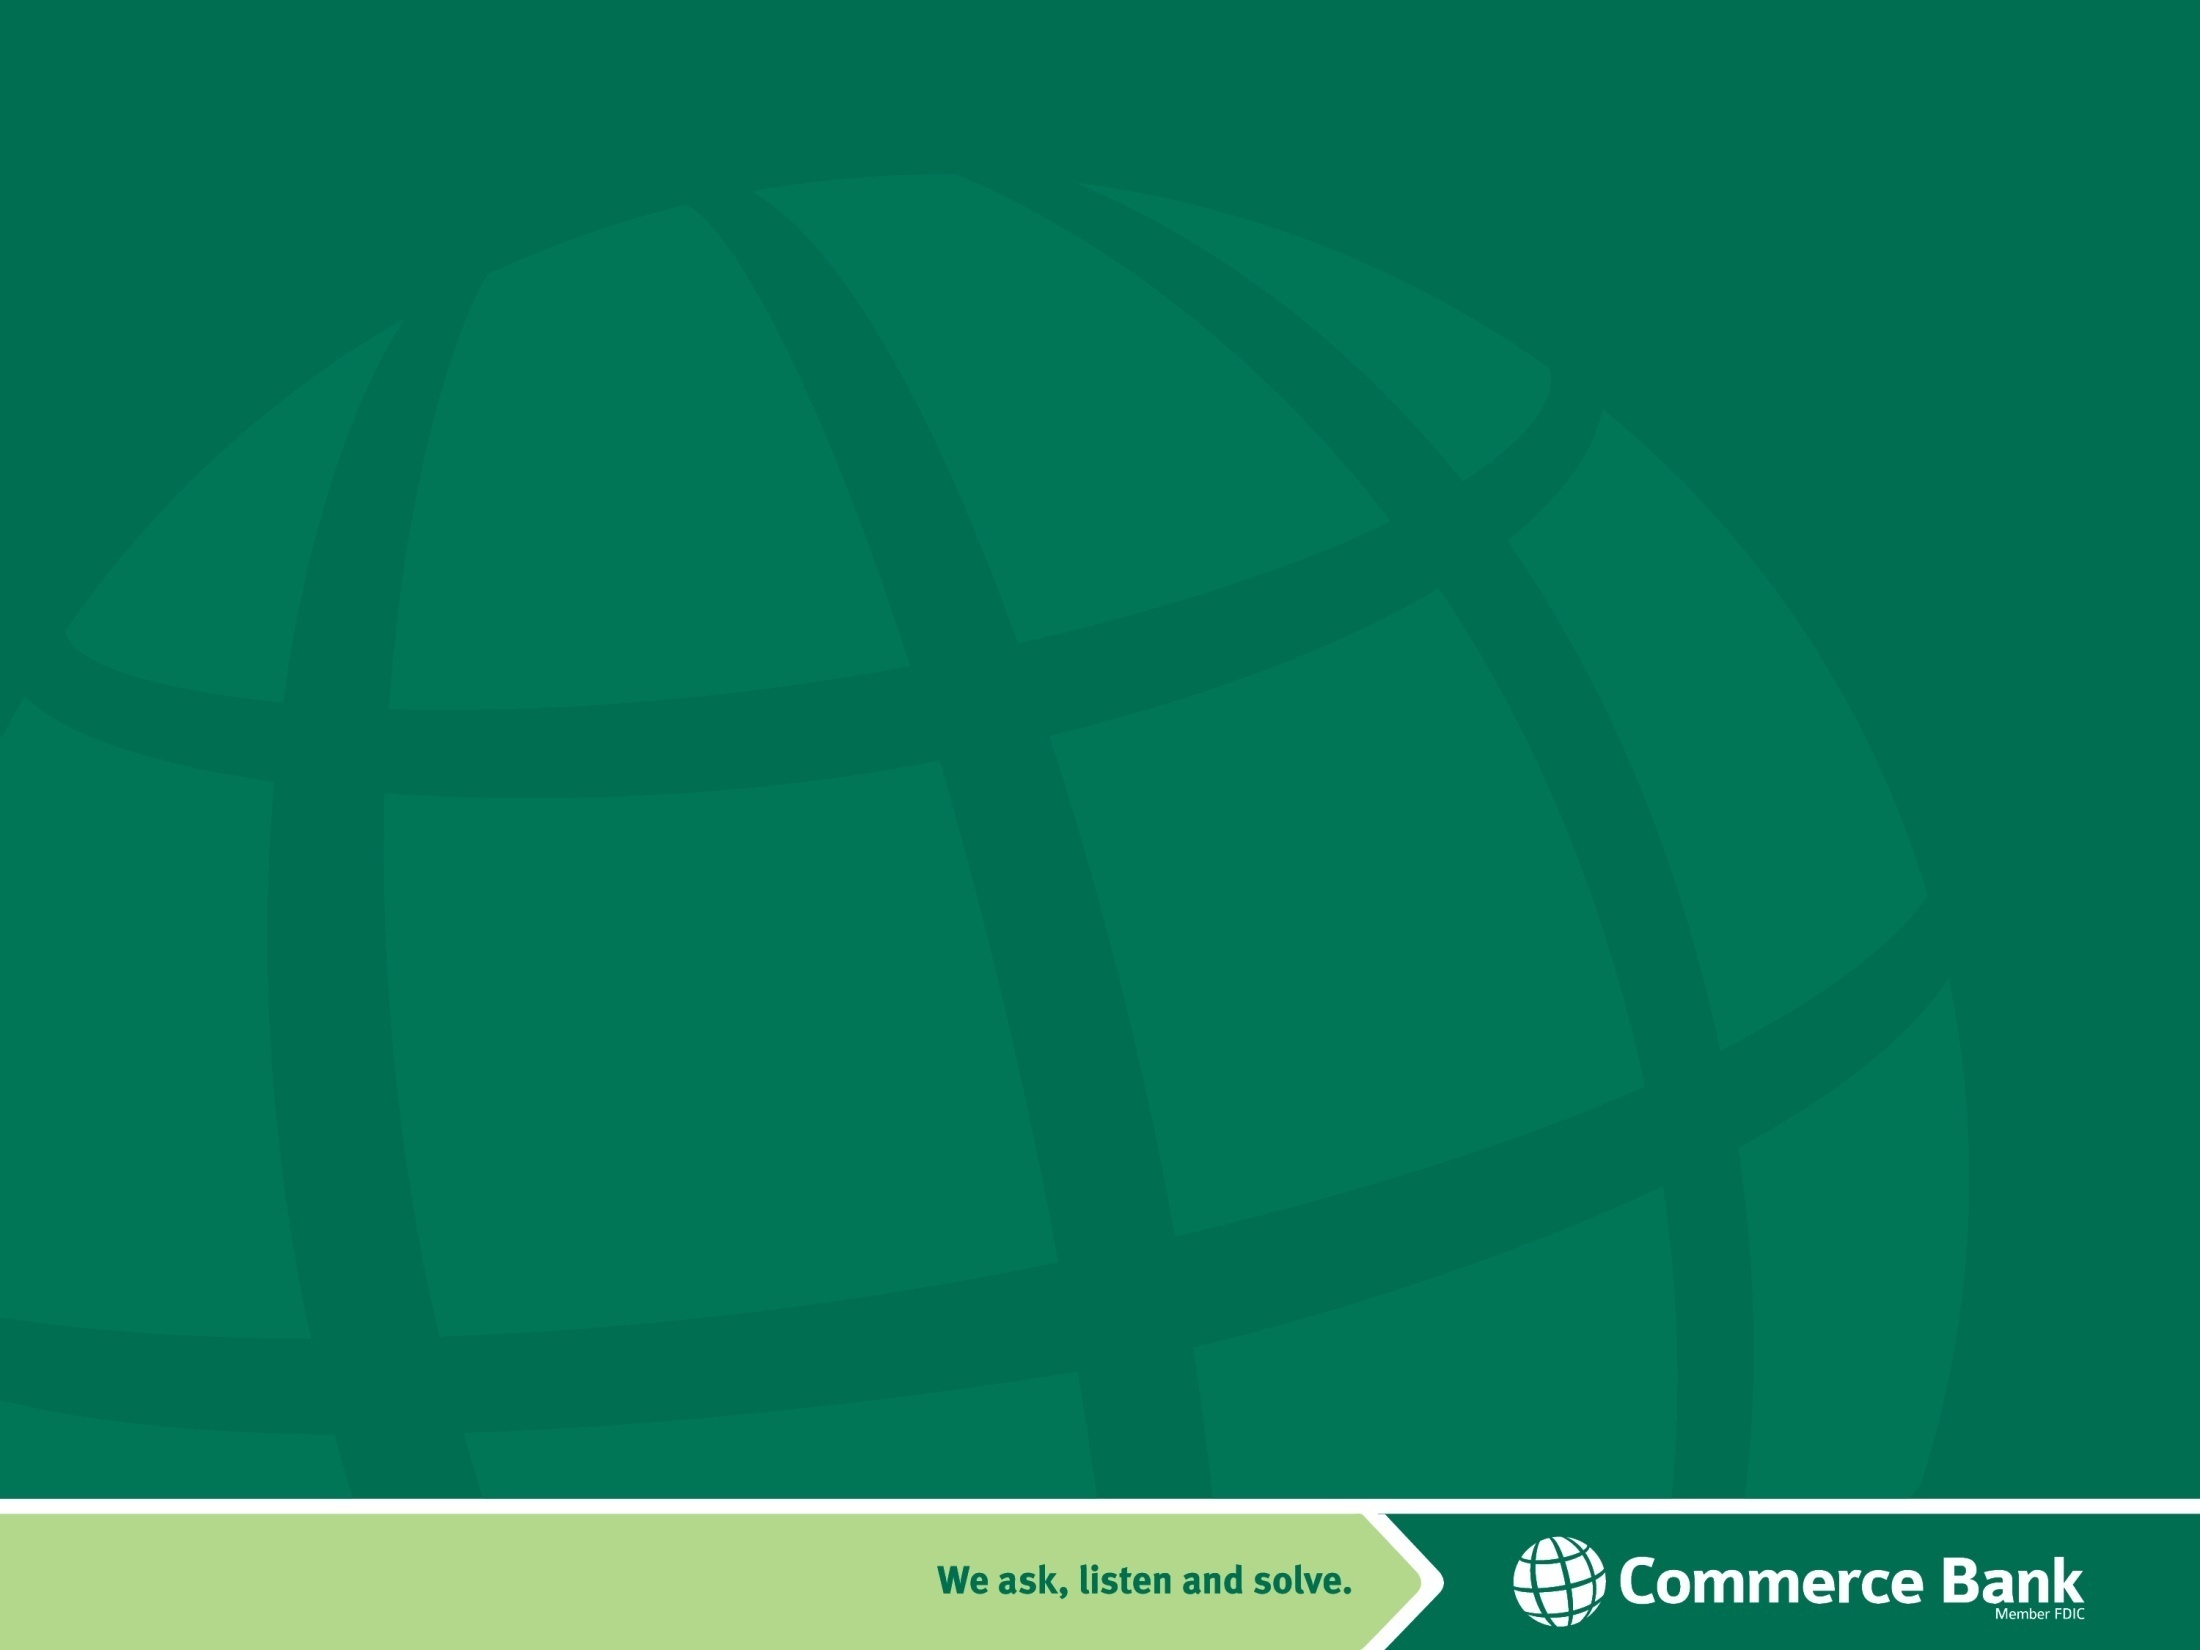 We ask, listen and solve.
Commerce Bank
Member FDIC